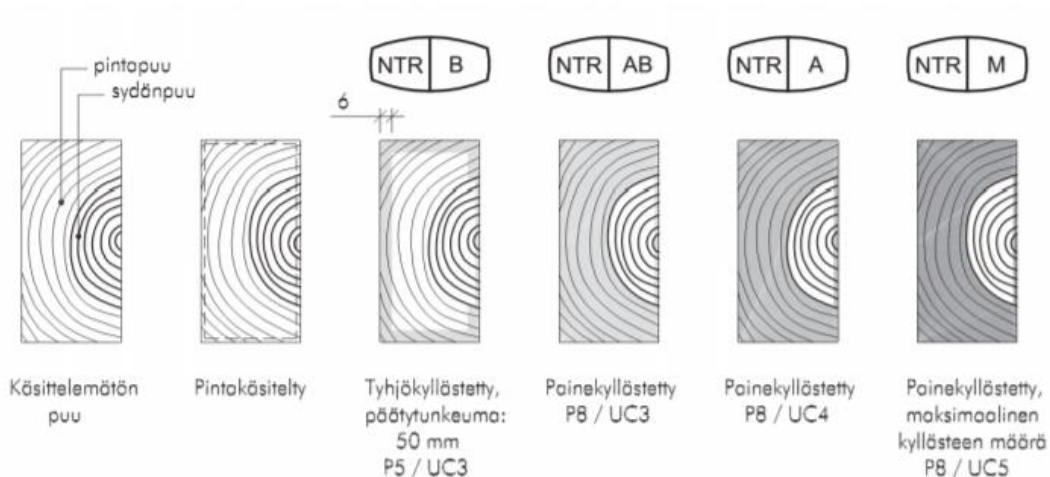 NTR B
NTR AB
NTR A
NTR M
pintapuu
sydänpuu
6
Käsittelemätön
puu
Pintakäsitelty
Tyhjökyllästetty,
päätytunkeuma:
50 mm
P5 / UC3
Painekyllästetty
P8 / UC3
Painekyllästetty
P8 / UC4
Painekyllästetty,
maksimaalinen
kyllästeen määrä
P8 / UC5